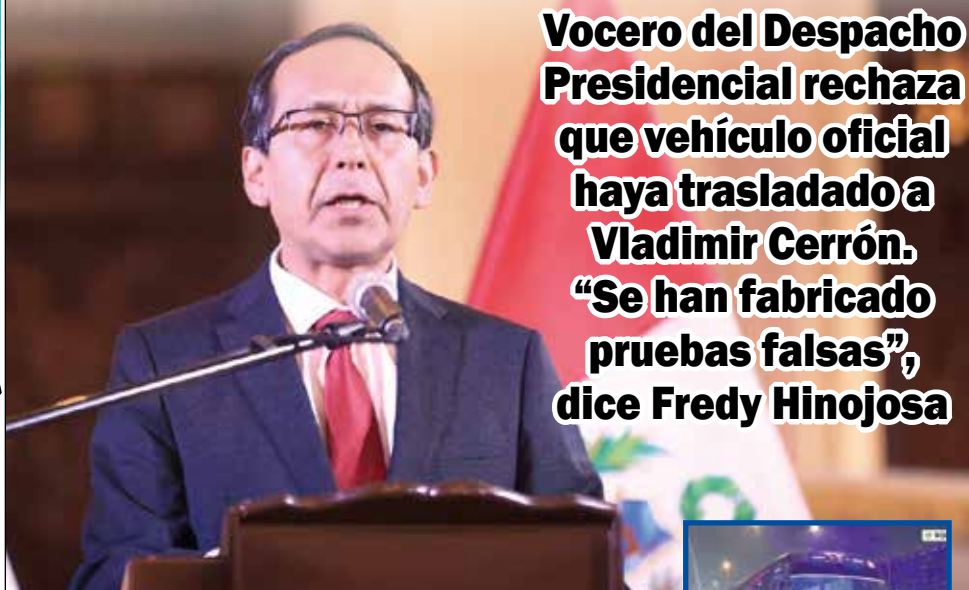 Vocero del Despacho
Presidencial rechaza
que vehículo oficial
haya trasladado a
Vladimir Cerrón.
“Se han fabricado
pruebas falsas”,
dice Fredy Hinojosa